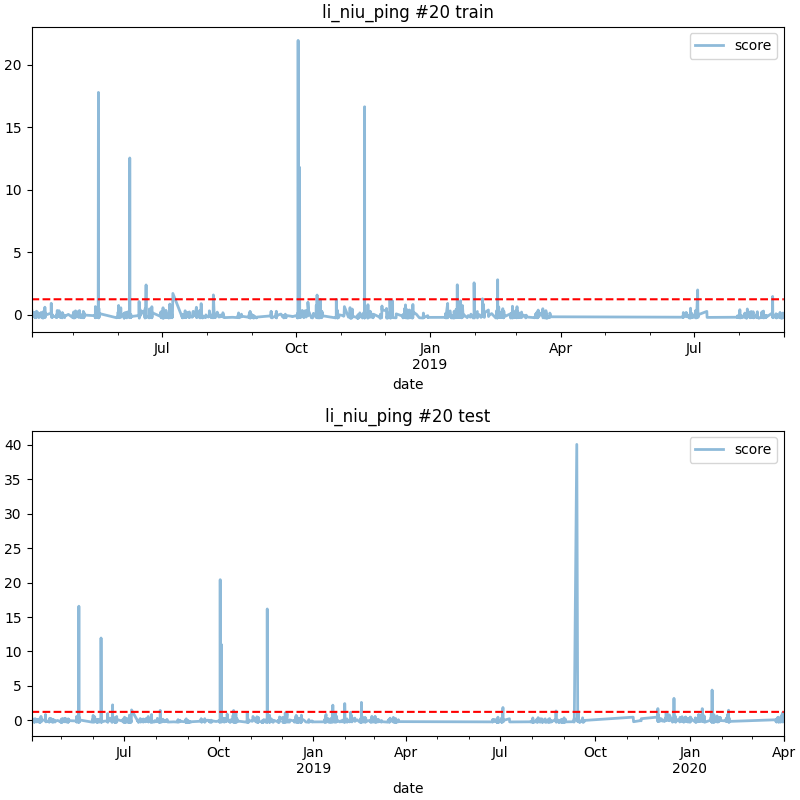 li_niu_ping #20 train
score
20
15
10
5
0
Jul Oct Jan Apr Jul
2019
date
li_niu_ping #20 test
score
40
35
30
25
20
15
10
5
0
Jul Oct Jan Apr Jul Oct Jan Apr
2019 2020
date